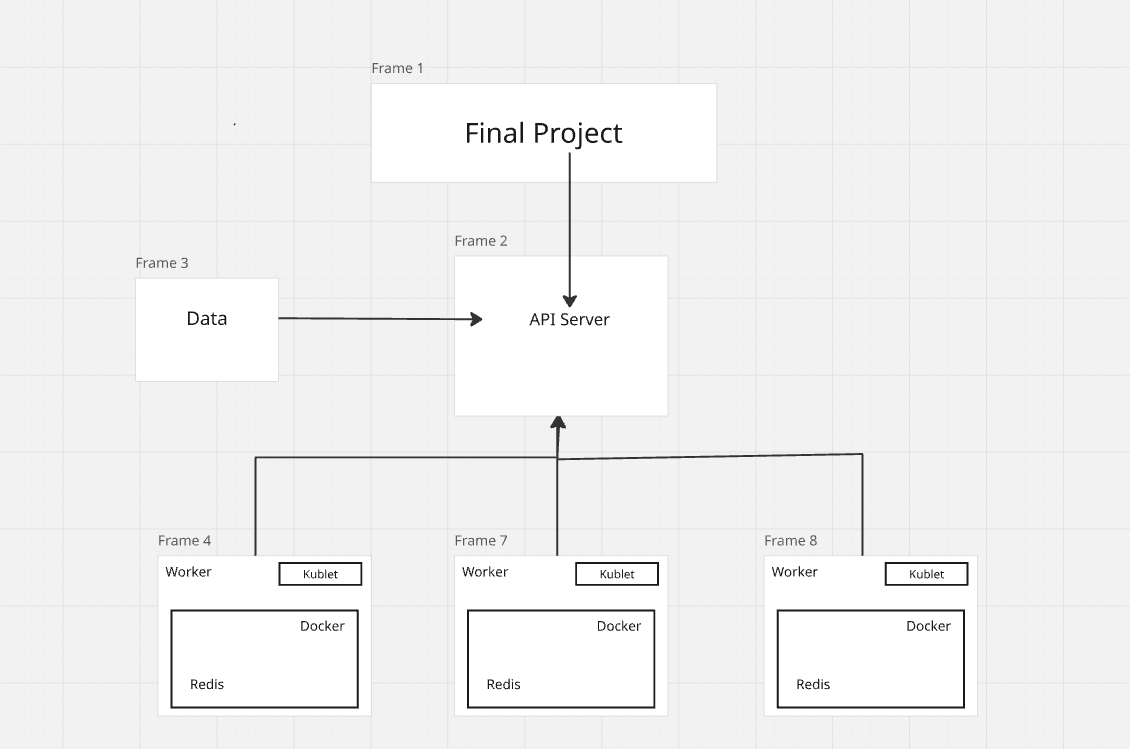 Frame 1
Final Project
Frame 2
Frame 3
Data
API Server
Frame 4
Frame 7
Frame 8
Worker
Kublet
Worker
Kublet
Worker
Kublet
Docker
Docker
Docker
Redis
Redis
Redis